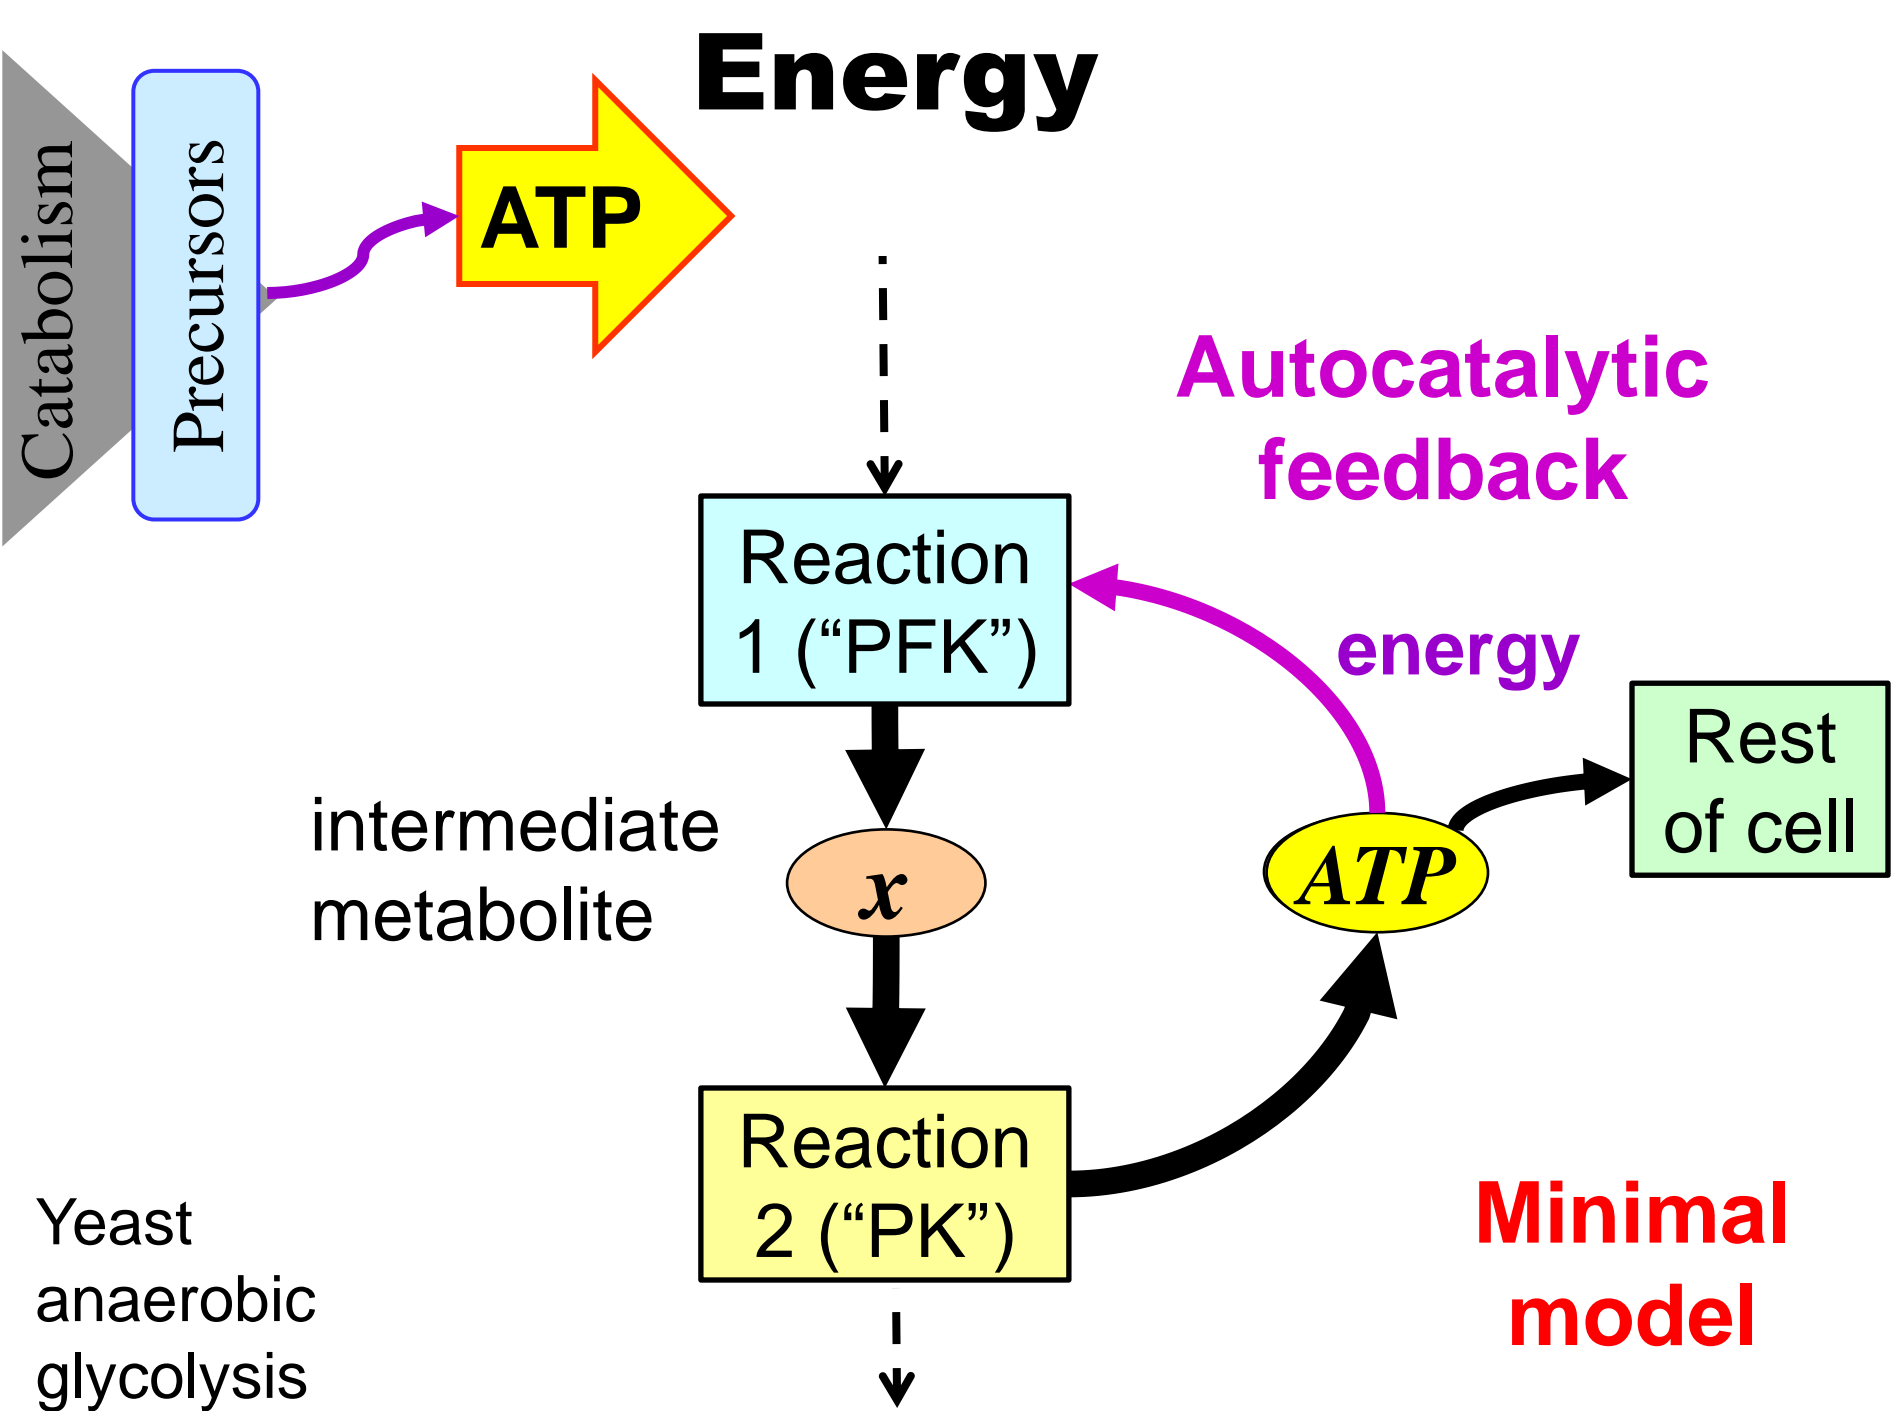 Energy
Catabolism
Precursors
ATP
Autocatalytic
feedback
Reaction
1 (“PFK”)
energy
Rest
of cell
intermediate
metabolite
x
ATP
Reaction
2 (“PK”)
Minimal
model
Yeast
anaerobic
glycolysis